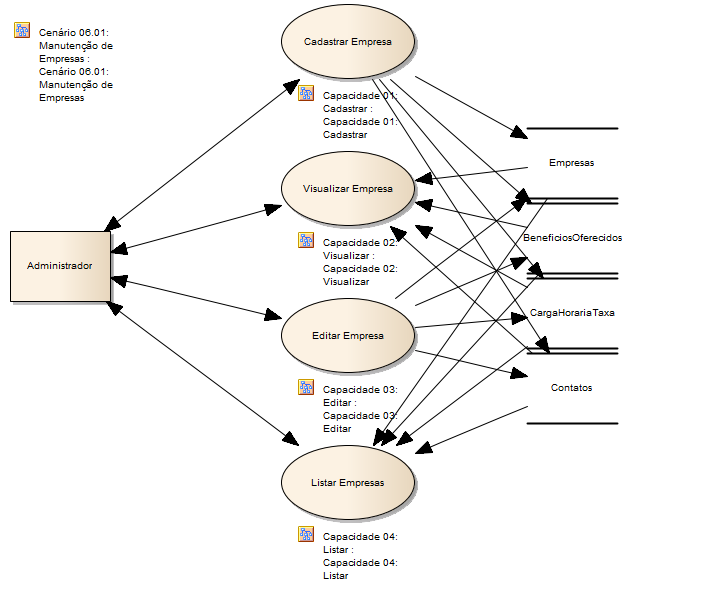 Cadastrar Empresa
Cenário 06.01:
Manutenção de
Empresas :
Cenário 06.01:
Manutenção de
Empresas
Capacidade 01:
Cadastrar :
Capacidade 01:
Cadastrar
Empresas
Visualizar Empresa
BeneficiosOferecidos
Capacidade 02:
Visualizar :
Capacidade 02:
Visualizar
Administrador
CargaHorariaTaxa
Editar Empresa
Contatos
Capacidade 03:
Editar :
Capacidade 03:
Editar
Listar Empresas
Capacidade 04:
Listar :
Capacidade 04:
Listar